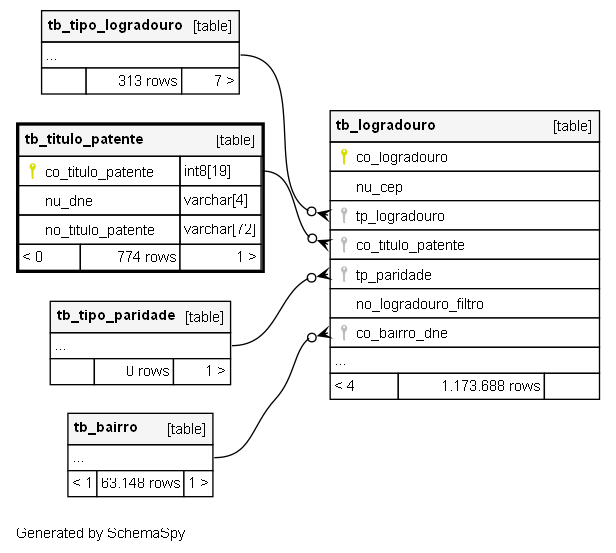 tb_tipo_logradouro [table]
...
313 rows 7 >
tb_titulo_patente [table]
co_titulo_patente int8[19]
nu_dne varchar[4]
no_titulo_patente varchar[72]
< 0 774 rows 1 >
tb_tipo_paridade [table]
...
0 rows 1 >
tb_bairro [table]
...
< 1 63.148 rows 1 >
tb_logradouro [table]
co_logradouro
nu_cep
tp_logradouro
co_titulo_patente
tp_paridade
no_logradouro_filtro
co_bairro_dne
...
< 4 1.173.688 rows
Generated by SchemaSpy